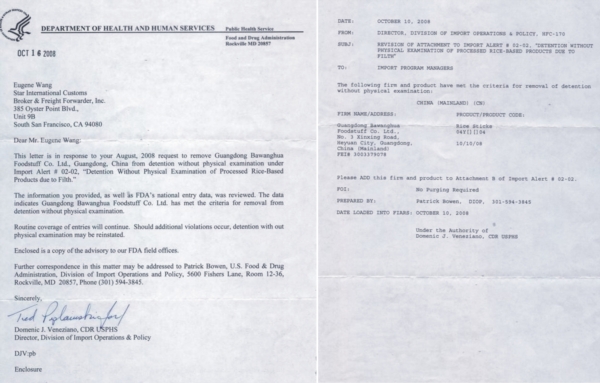 DEPARTMENT OF HEALTH AND HUMAN SERVICES
Public Health Service
Food and Drug Administration
Rockville MD 20857
OCT 16 2008
Eugene Wang
Star International Customs
Broker & Freight Forwarder, Inc.
385 Oyster Point Blvd.,
Unit 9B
South San Francisco, CA 94080
Dear Mr. Eugene Wang:
This letter is in response to your August, 2008 request to remove Guangdong Bawanghua
Foodstuff Co. Ltd., Guangdong, China from detention without physical examination under
Import Alert # 02-02, “Detention Without Physical Examination of Processed Rice-Based
Products due to Filth.”
The information you provided, as well as FDA's national entry data, was reviewed. The data
indicates Guangdong Bawanghua Foodstuff Co. Ltd. has met the criteria for removal from
detention without physical examination.
Routine coverage of entries will continue. Should additional violations occur, detention with out
physical examination may be reinstated.
Enclosed is a copy of the advisory to our FDA field offices.
Further correspondence in this matter may be addressed to Patrick Bowen, U.S. Food & Drug
Administration, Division of Import Operations and Policy, 5600 Fishers Lane, Room 12-36,
Rockville, MD 20857, Phone (301) 594-3845.
Sincerely,
Domenic J. Veneziano, CDR USPHS
Director, Division of Import Operations & Policy
DJV:pb
Enclosure
DATE: OCTOBER 10, 2008
FROM: DIRECTOR, DIVISION OF IMPORT OPERATIONS & POLICY, HFC-170
SUBJ: REVISION OF ATTACHMENT TO IMPORT ALERT # 02-02, "DETENTION WITHOUT
PHYSICAL EXAMINATION OF PROCESSED RICE-BASED PRODUCTS DUE TO
FILTH"
TO: IMPORT PROGRAM MANAGERS
The following firm and product have met the criteria for removal of detention
without physical examination:
CHINA (MAINLAND) (CN)
FIRM NAME/ADDRESS: PRODUCT/PRODUCT CODE:
Guangdong Bawanghua Rice Sticks
Foodstuff Co. Ltd.,
No. 3 Xinxing Road,
Heyuan City, Guangdong, 10/10/08
China (Mainland)
FEI# 3003379078
Please ADD this firm and product to Attachment B of Import Alert # 02-02.
FOI: No Purging Required
PREPARED BY: Patrick Bowen, DIOP, 301-594-3845
DATE LOADED INTO FIARS: OCTOBER 10, 2008
Under the Authority of
Domenic J. Veneziano, CDR USPHS